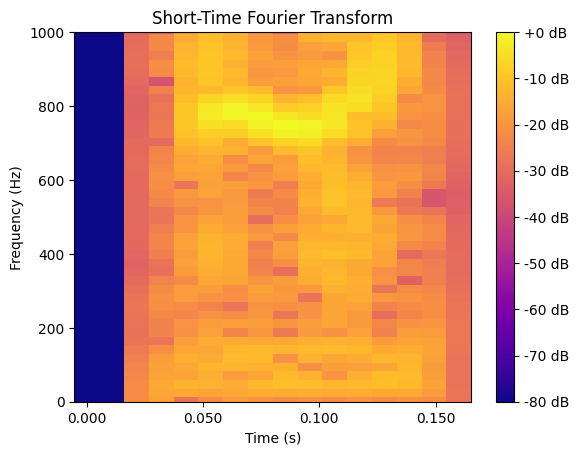 Short-Time Fourier Transform
Frequency (Hz)
1000
800
600
400
200
0
0.000
0.050
0.100
0.150
Time (s)
+0 dB
-10 dB
-20 dB
-30 dB
-40 dB
-50 dB
-60 dB
-70 dB
-80 dB